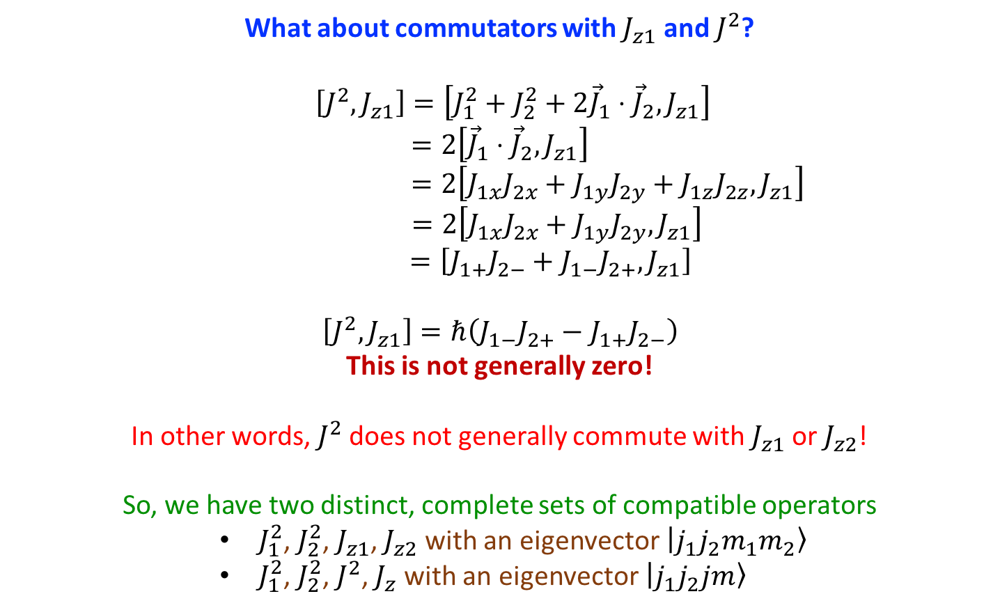 What about commutators with $J_{z1}$ and $J^2$?
$[J^2, J_{z1}] = [J_1^2 + J_2^2 + 2\vec{J}_1 \cdot \vec{J}_2, J_{z1}]$
$= 2[\vec{J}_1 \cdot \vec{J}_2, J_{z1}]$
$= 2[J_{1x}J_{2x} + J_{1y}J_{2y} + J_{1z}J_{2z}, J_{z1}]$
$= 2[J_{1x}J_{2x} + J_{1y}J_{2y}, J_{z1}]$
$= [J_{1+}J_{2-} + J_{1-}J_{2+}, J_{z1}]$
$[J^2, J_{z1}] = \hbar(J_{1-}J_{2+} - J_{1+}J_{2-})$
This is not generally zero!
In other words, $J^2$ does not generally commute with $J_{z1}$ or $J_{z2}$!
So, we have two distinct, complete sets of compatible operators
• $J_1^2, J_2^2, J_{z1}, J_{z2}$ with an eigenvector $|j_1 j_2 m_1 m_2\rangle$
• $J_1^2, J_2^2, J^2, J_z$ with an eigenvector $|j_1 j_2 j m\rangle$